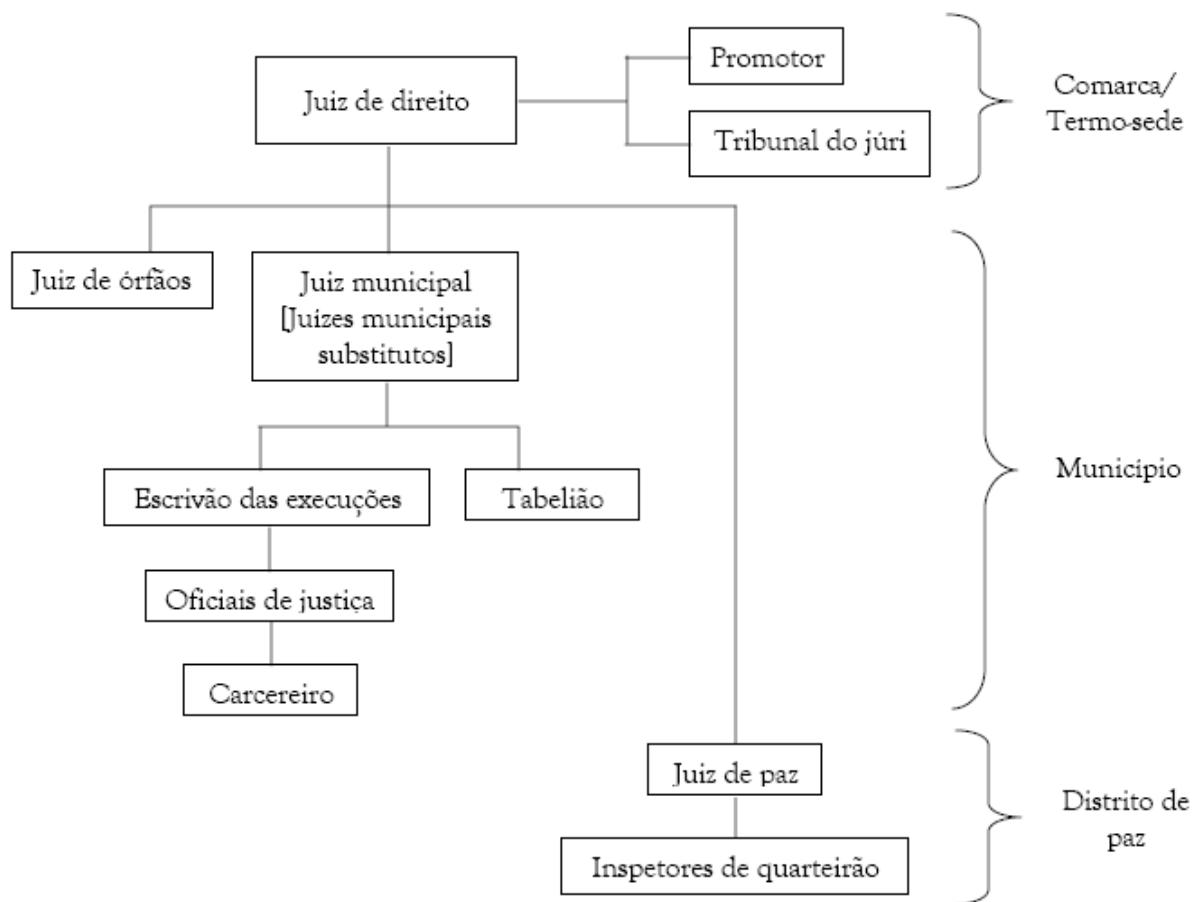 Promotor
Juiz de direito
Tribunal do júri
Comarca/
Termo-sede
Juiz de órfãos
Juiz municipal
[Juizes municipais
substitutos]
Escrivão das execuções
Tabelião
Município
Oficiais de justiça
Carcereiro
Juiz de paz
Inspetores de quarteirão
Distrito de
paz